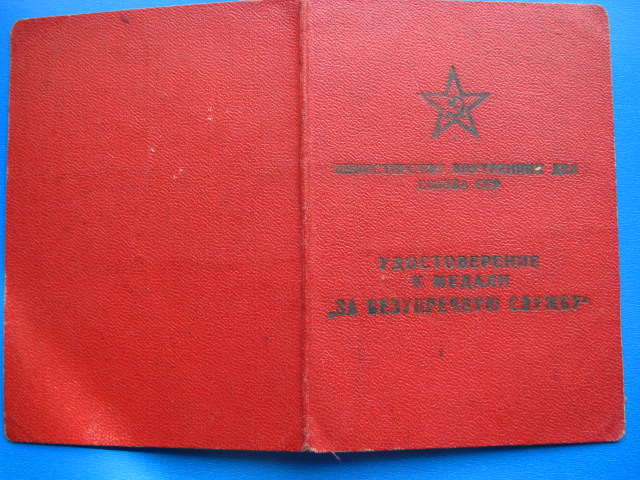 МИНИСТЕРСТВО ВНУТРЕННИХ ДЕЛ
СОЮЗА ССР
УДОСТОВЕРЕНИЕ
К МЕДАЛИ
„ЗА БЕЗУПРЕЧНУЮ СЛУЖБУ“